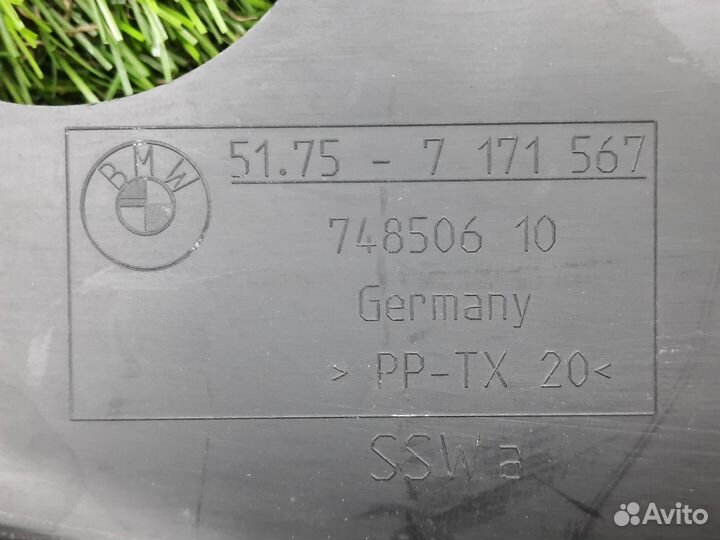 BMW
51.75 - 7 171 567
748506 10
Germany
> PP-TX 20<
SSWa
Avito